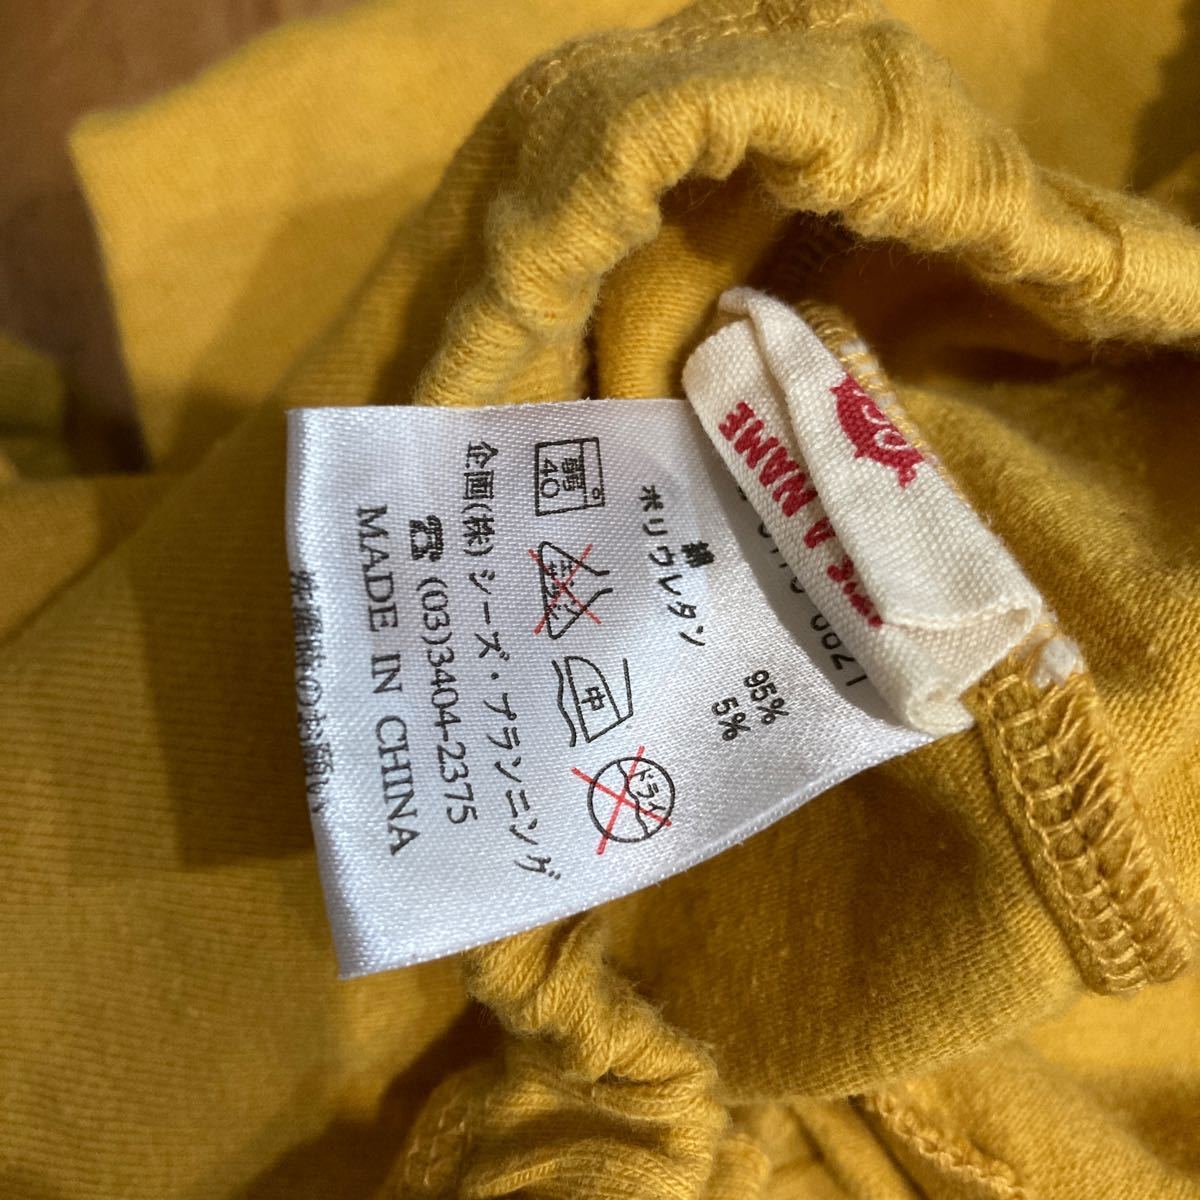 綿 95%
ポリウレタン 5%
弱
40
中
ドライ
企画(株)シーズ・プランニング
☎(03)3404-2375
MADE IN CHINA
A NAME